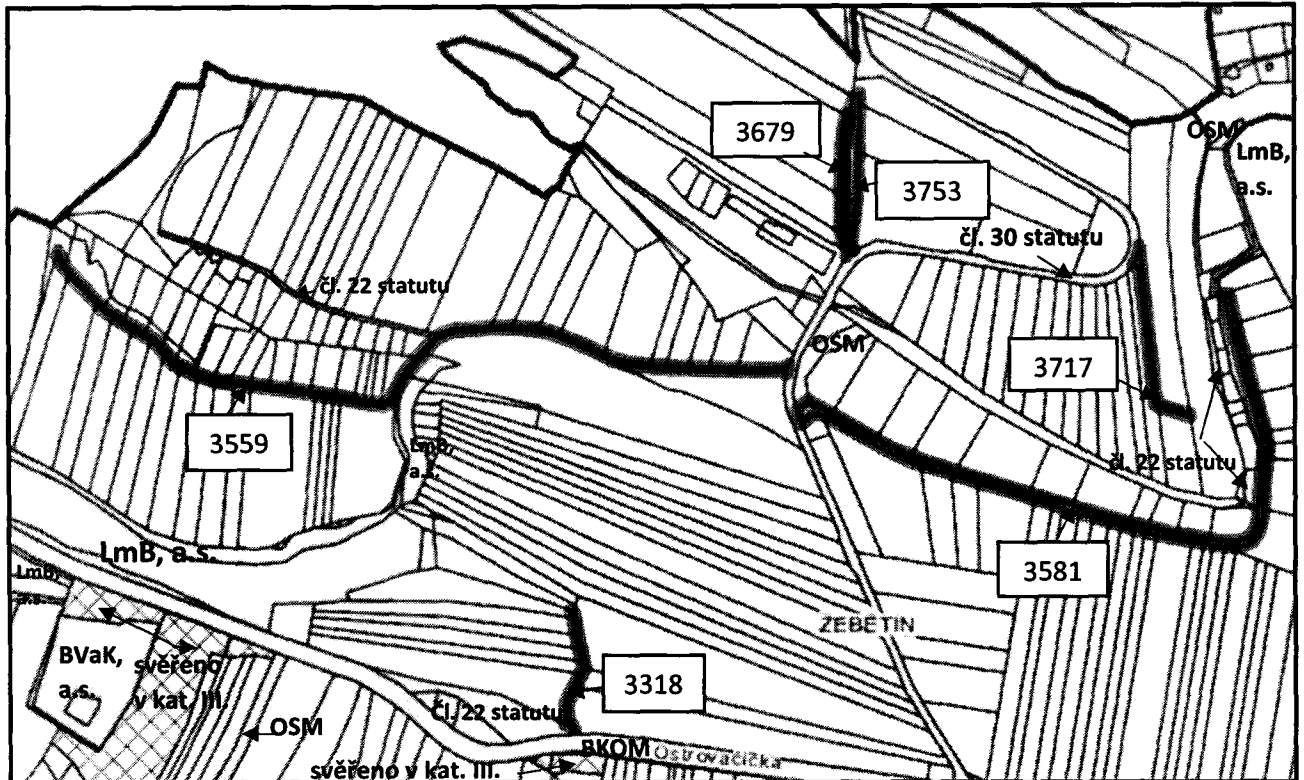 3679
OSM
LmB,
a.s.
3753
čl. 30 statutu
čl. 22 statutu
OSM
3717
3559
LmB,
a.s.
čl. 22 statutu
LmB, a.s.
3581
LmB,
a.s.
ŽEBĚTÍN
BVaK,
a.s.
svěřeno
v kat. III.
3318
čl. 22 statutu
OSM
BKOM
Ostrovačická
svěřeno v kat. III.